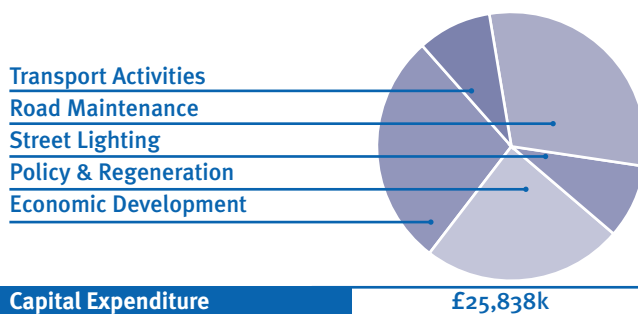 Transport Activities
Road Maintenance
Street Lighting
Policy & Regeneration
Economic Development
Capital Expenditure £25,838k